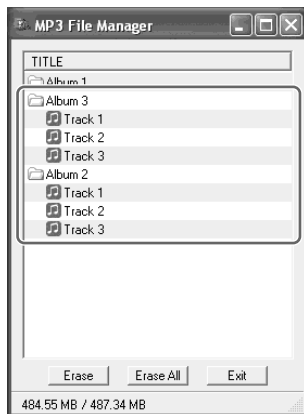 MP3 File Manager
TITLE
Album 1
Album 3
Track 1
Track 2
Track 3
Album 2
Track 1
Track 2
Track 3
Erase Erase All Exit
484.55 MB / 487.34 MB